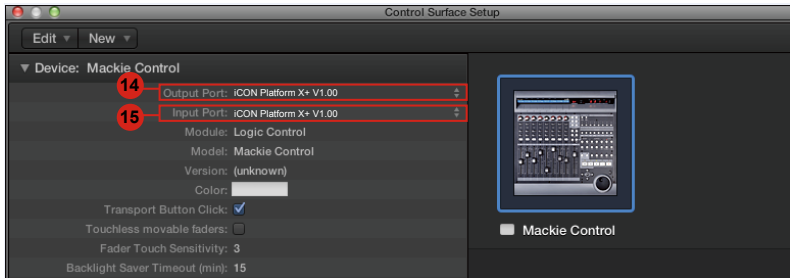 Control Surface Setup
Edit New
Device: Mackie Control
14
Output Port: iCON Platform X+ V1.00
15
Input Port: iCON Platform X+ V1.00
Module: Logic Control
Model: Mackie Control
Version: (unknown)
Color:
Transport Button Click:
Touchless movable faders:
Fader Touch Sensitivity: 3
Backlight Saver Timeout (min): 15
Mackie Control